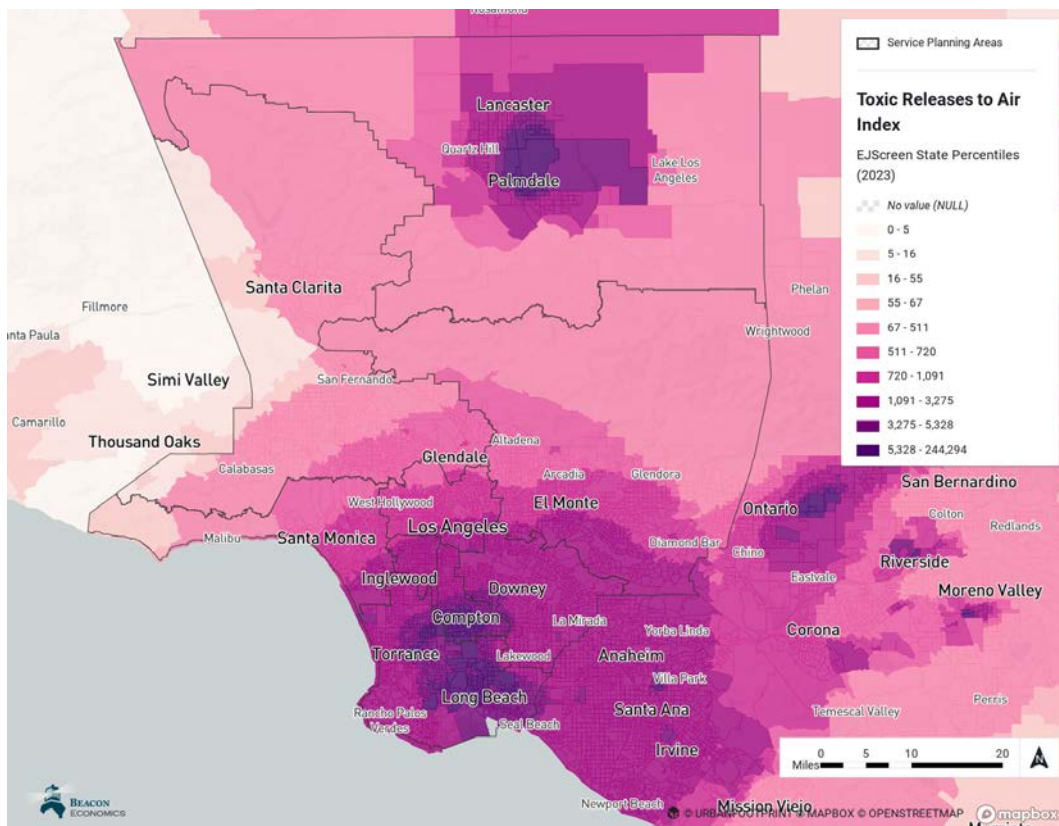 Rosamond
Service Planning Areas
Toxic Releases to Air
Index
EJScreen State Percentiles
(2023)
No value (NULL)
0 - 5
5 - 16
16 - 55
55 - 67
67 - 511
511 - 720
720 - 1,091
1,091 - 3,275
3,275 - 5,328
5,328 - 244,294
Lancaster
Quartz Hill
Lake Los
Angeles
Palmdale
Santa Clarita
Phelan
Fillmore
Wrightwood
anta Paula
Simi Valley
San Fernando
Camarillo
Thousand Oaks
Altadena
Glendale
Calabasas
Arcadia
Glendora
San Bernardino
West Hollywood
El Monte
Ontario
Colton
Redlands
Los Angeles
Malibu
Santa Monica
Diamond Bar
Chino
Riverside
Inglewood
Downey
Eastvale
Moreno Valley
Compton
La Mirada
Yorba Linda
Corona
Torrance
Lakewood
Anaheim
Villa Park
Long Beach
Perris
Rancho Palos
Verdes
Santa Ana
Temescal Valley
Seal Beach
Irvine
Miles
0 5 10 20
N
BEACON
ECONOMICS
Newport Beach
Mission Viejo
© URBANFOOTPRINT © MAPBOX © OPENSTREETMAP
mapbox